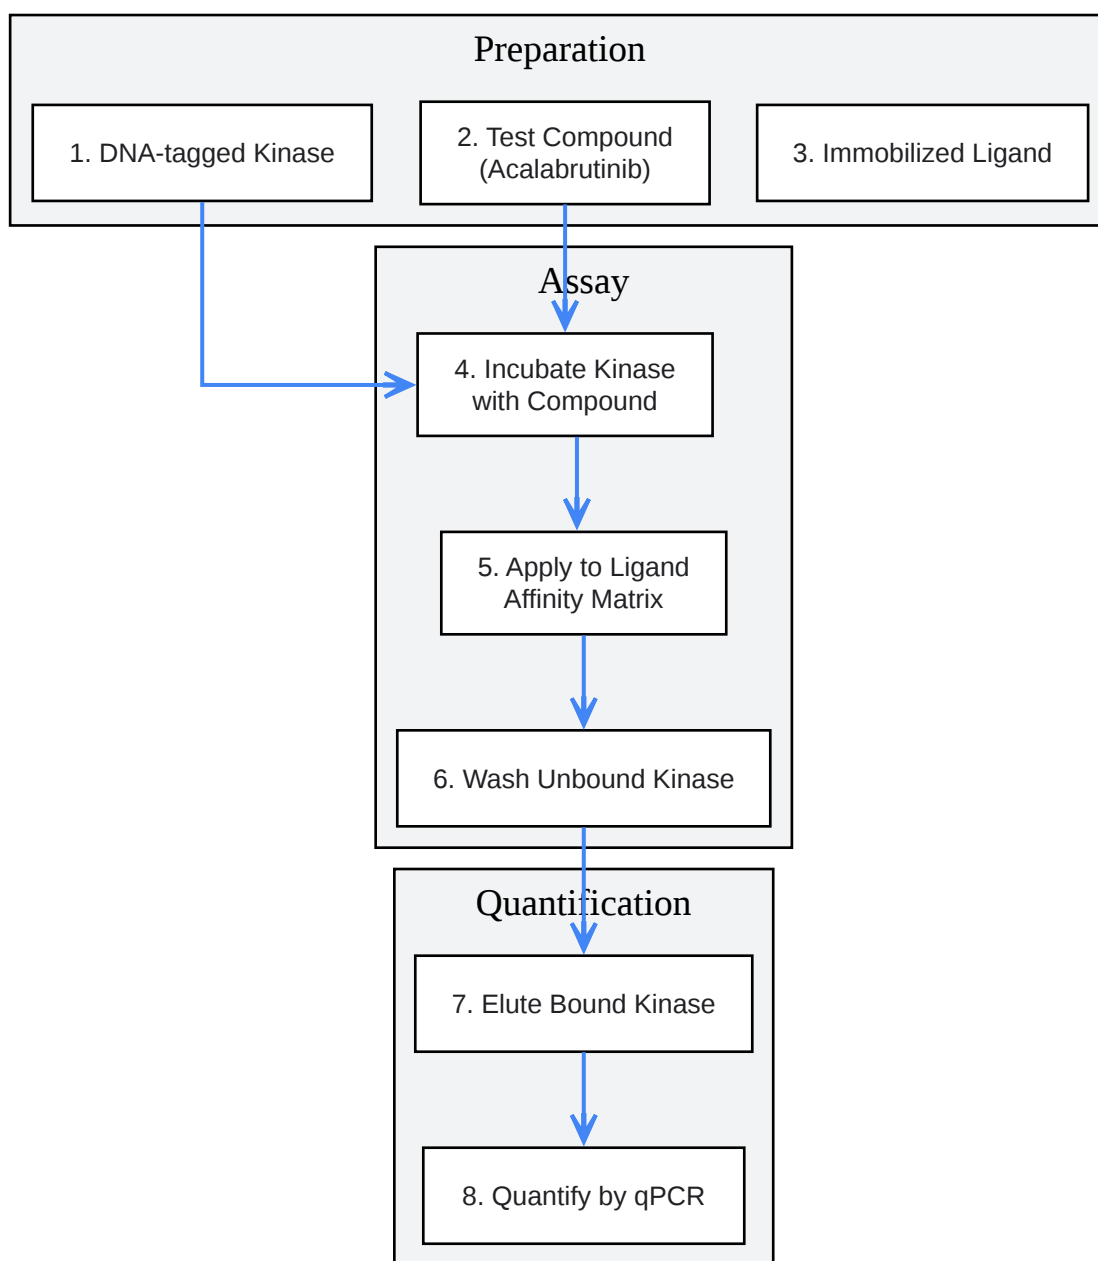 Preparation
1. DNA-tagged Kinase
2. Test Compound
(Acalabrutinib)
3. Immobilized Ligand
Assay
4. Incubate Kinase
with Compound
5. Apply to Ligand
Affinity Matrix
6. Wash Unbound Kinase
Quantification
7. Elute Bound Kinase
8. Quantify by qPCR